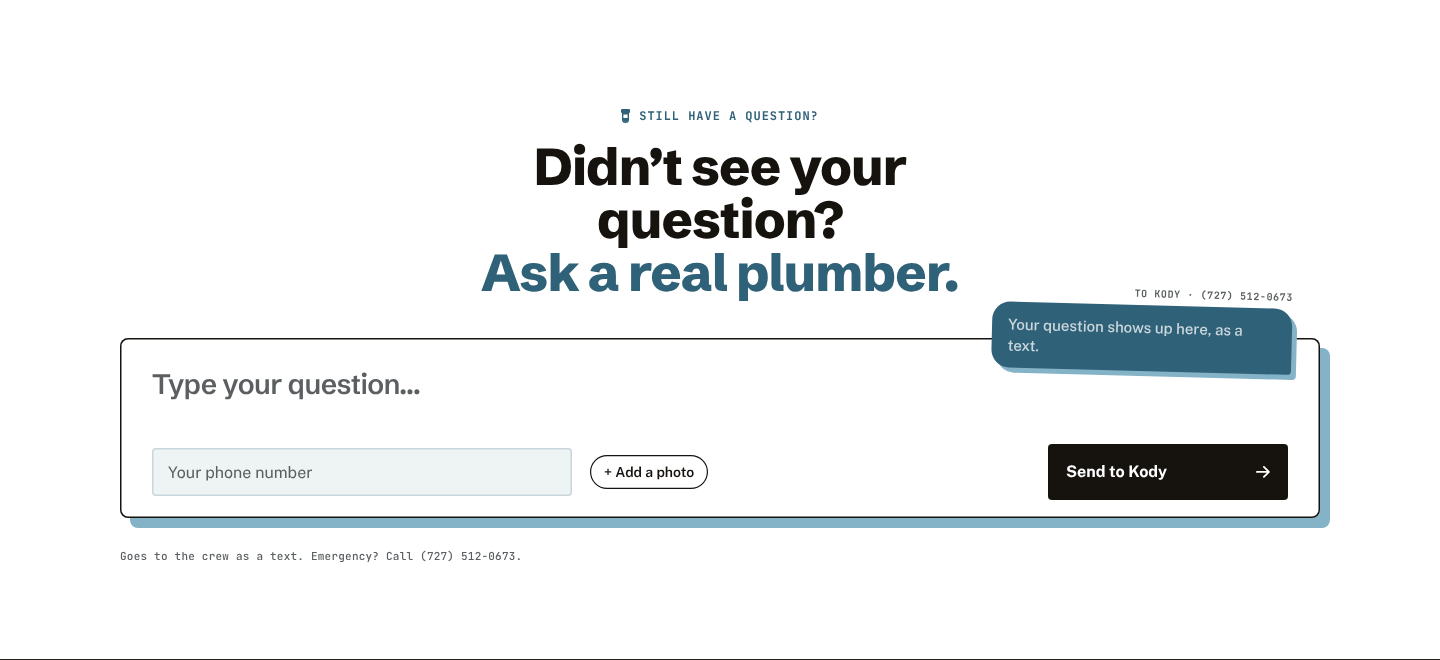 STILL HAVE A QUESTION?
Didn’t see your
question?
Ask a real plumber.
TO KODY · (727) 512-0673
Your question shows up here, as a
text.
Type your question...
Your phone number
+ Add a photo
Send to Kody →
Goes to the crew as a text. Emergency? Call (727) 512-0673.